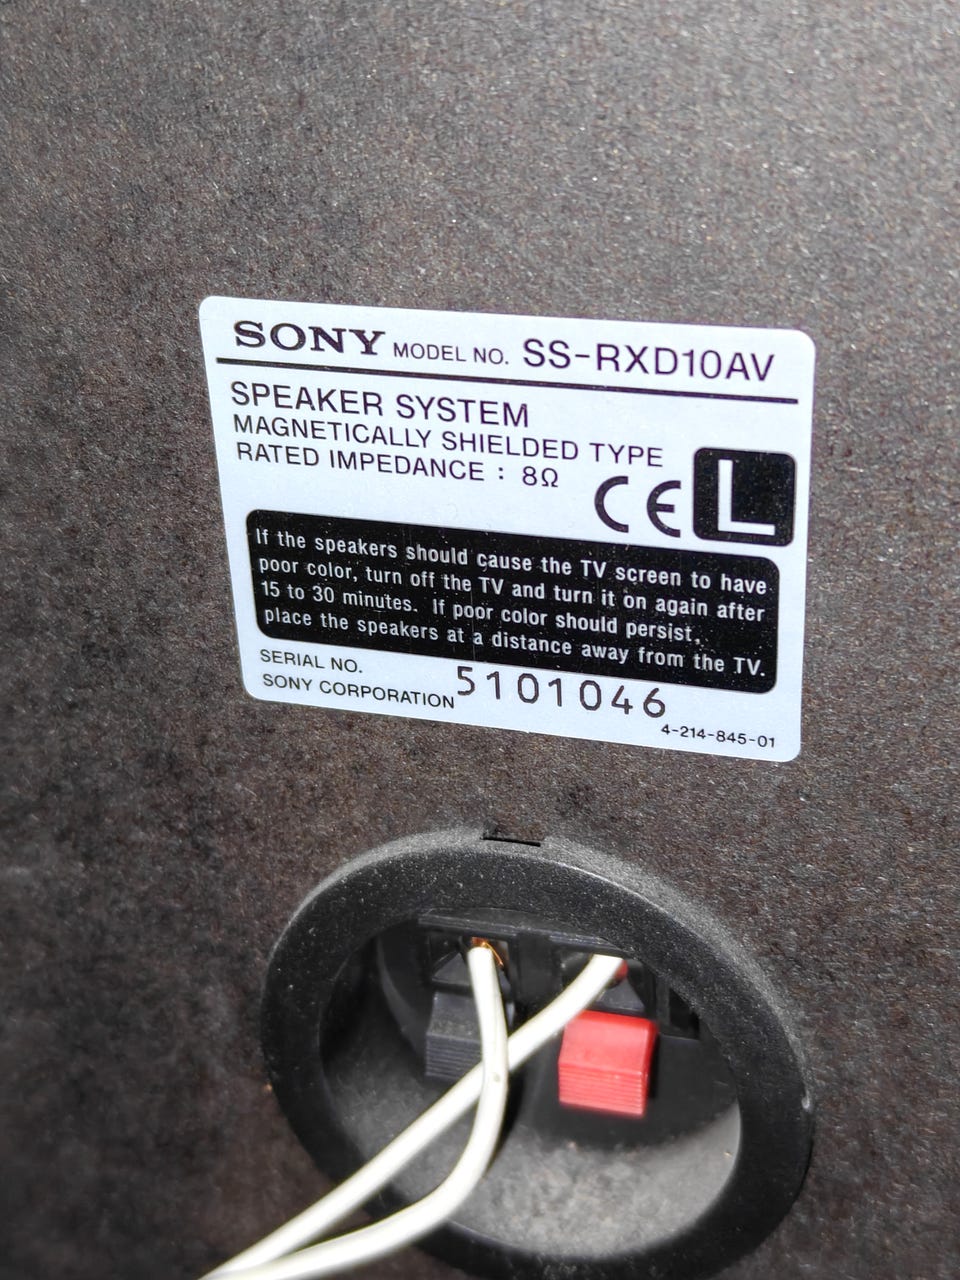 SONY MODEL NO. SS-RXD10AV
SPEAKER SYSTEM
MAGNETICALLY SHIELDED TYPE
RATED IMPEDANCE : 8Ω
CE L
If the speakers should cause the TV screen to have
poor color, turn off the TV and turn it on again after
15 to 30 minutes. If poor color should persist,
place the speakers at a distance away from the TV.
SERIAL NO. 5101046
SONY CORPORATION
4-214-845-01